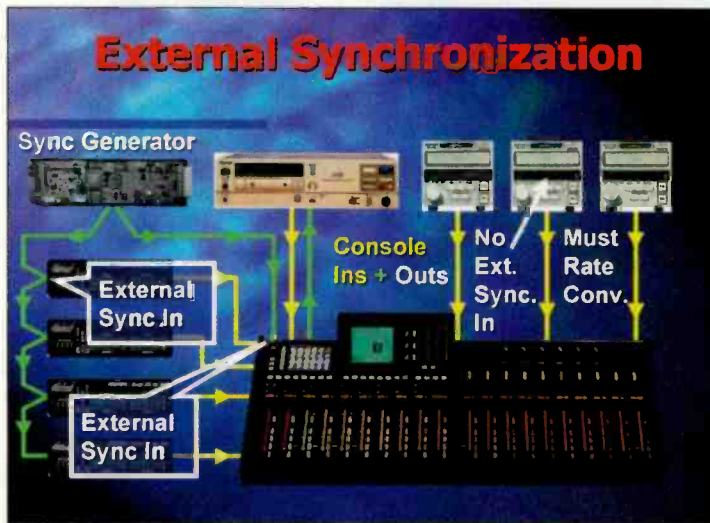 External Synchronization
Sync Generator
Console
Ins + Outs
No
Ext.
Sync.
In
Must
Rate
Conv.
External
Sync.In
External
Sync In